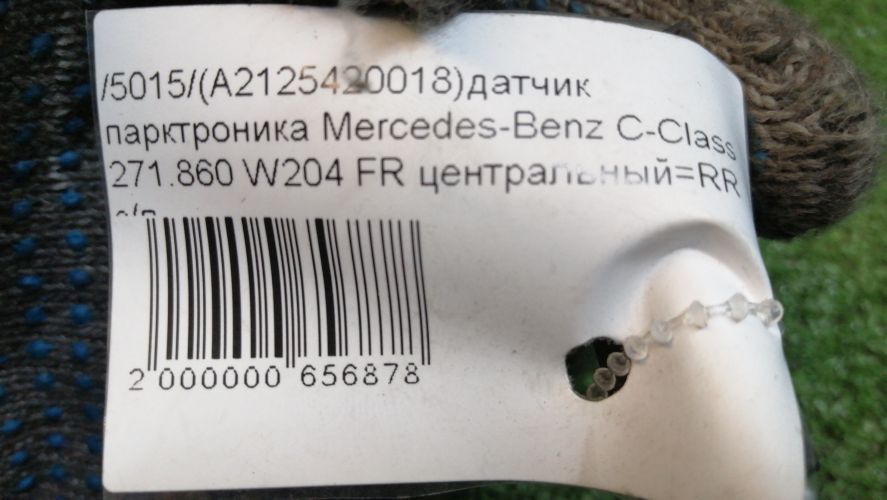 /5015/(A2125420018)датчик
парктроника Mercedes-Benz C-Class
271.860 W204 FR центральный=RR
2 000000 656878